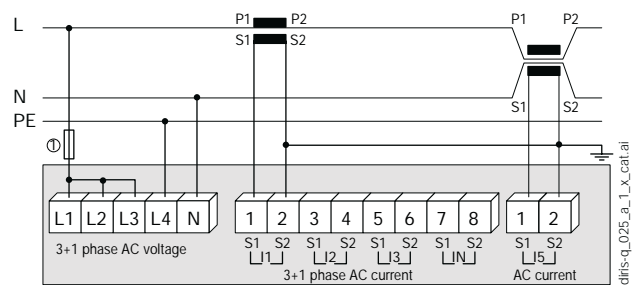 L P1 P2 P1 P2
S1 S2
N
S1 S2
PE
①
L1 L2 L3 L4 N 1 2 3 4 5 6 7 8 1 2
S1 S2 S1 S2 S1 S2 S1 S2 S1 S2
I1 I2 I3 IN I5
3+1 phase AC voltage
3+1 phase AC current
AC current
diris-q_025_a_1_x_cat.ai